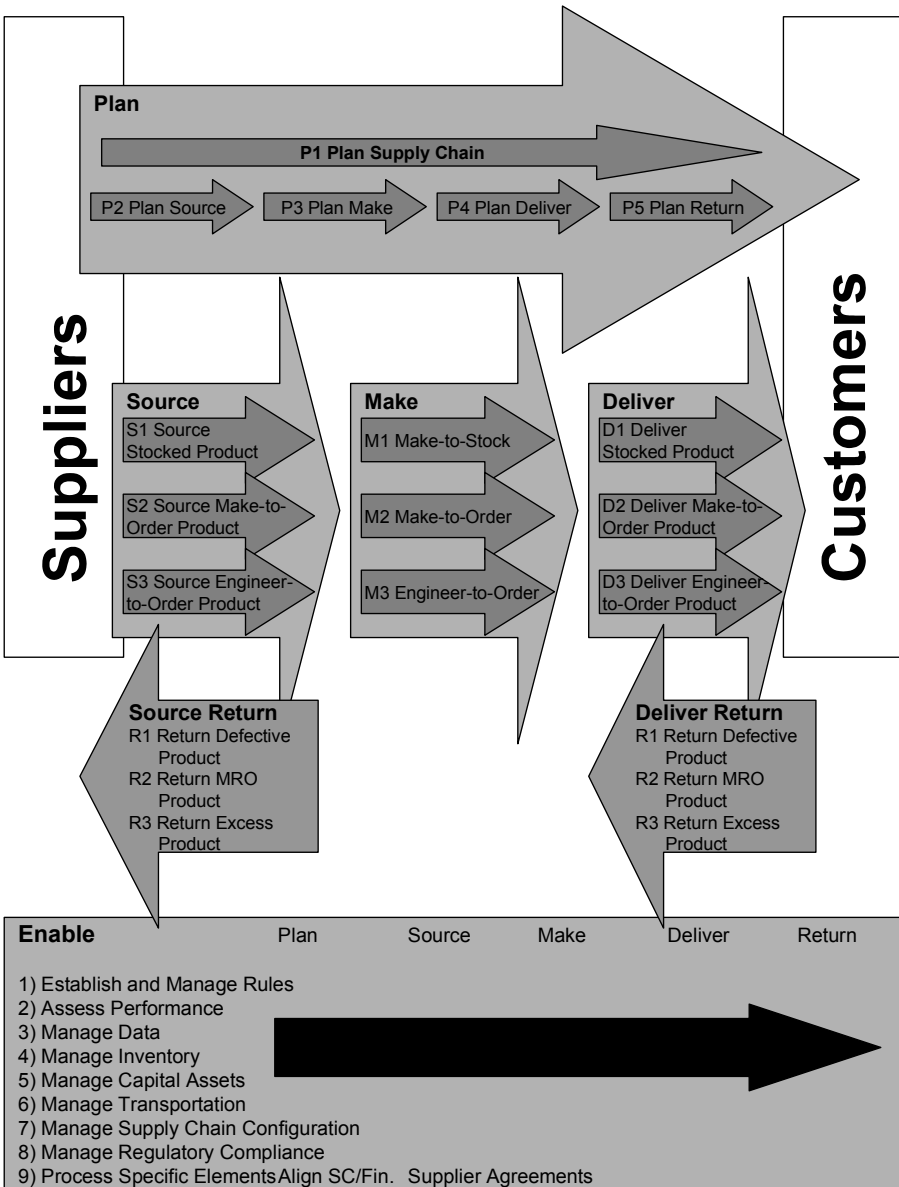 Suppliers
Customers
Plan
P1 Plan Supply Chain
P2 Plan Source
P3 Plan Make
P4 Plan Deliver
P5 Plan Return
Source
S1 Source
Stocked Product
S2 Source Make-to-
Order Product
S3 Source Engineer-
to-Order Product
Make
M1 Make-to-Stock
M2 Make-to-Order
M3 Engineer-to-Order
Deliver
D1 Deliver
Stocked Product
D2 Deliver Make-to-
Order Product
D3 Deliver Engineer-
to-Order Product
Source Return
R1 Return Defective
Product
R2 Return MRO
Product
R3 Return Excess
Product
Deliver Return
R1 Return Defective
Product
R2 Return MRO
Product
R3 Return Excess
Product
Enable Plan Source Make Deliver Return
1) Establish and Manage Rules
2) Assess Performance
3) Manage Data
4) Manage Inventory
5) Manage Capital Assets
6) Manage Transportation
7) Manage Supply Chain Configuration
8) Manage Regulatory Compliance
9) Process Specific Elements Align SC/Fin. Supplier Agreements